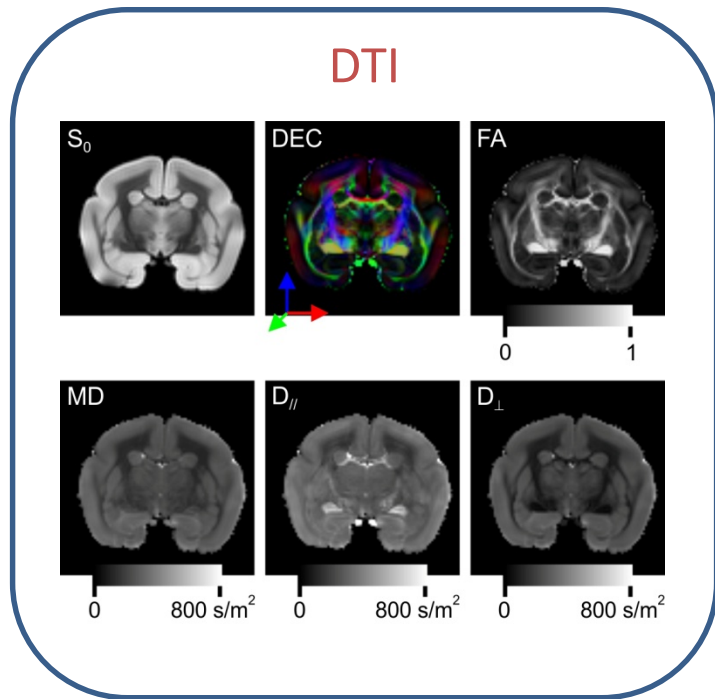 DTI
S₀ DEC FA
0 1
MD D// D⊥
0 800 s/m² 0 800 s/m² 0 800 s/m²